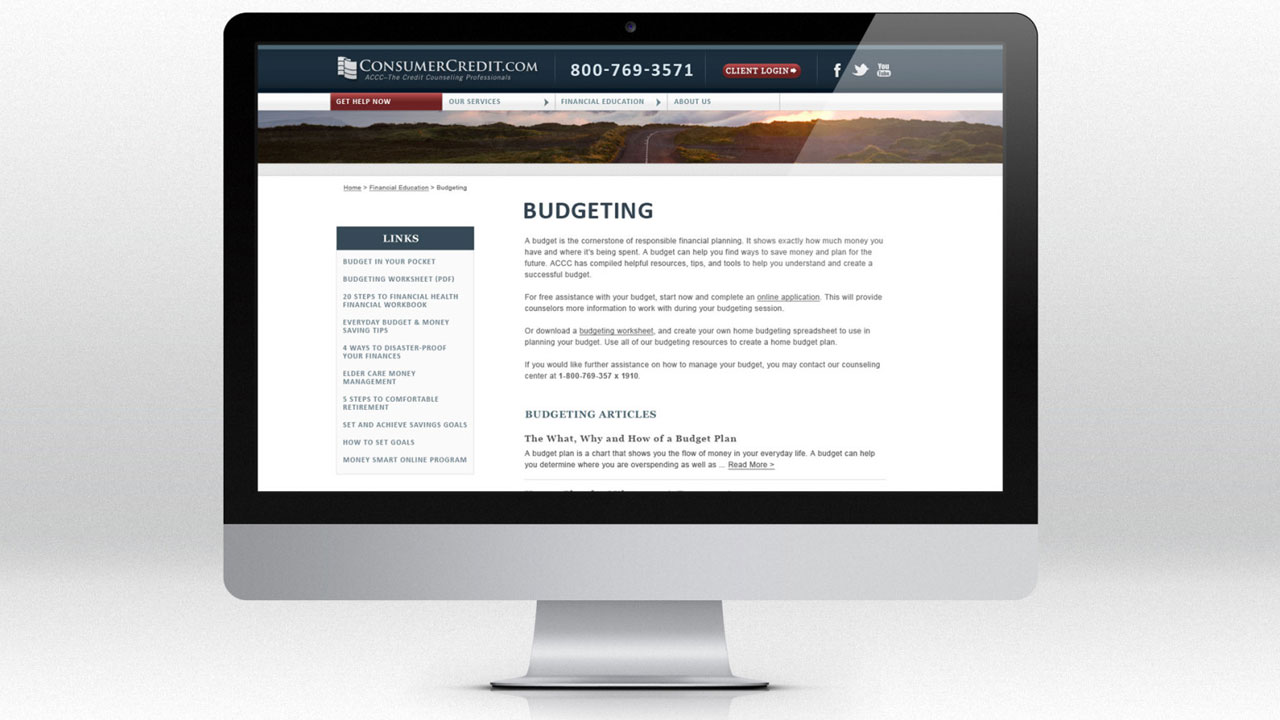 CONSUMERCREDIT.COM
ACCC–The Credit Counseling Professionals
800-769-3571
CLIENT LOGIN
f
You
Tube
GET HELP NOW
OUR SERVICES
FINANCIAL EDUCATION
ABOUT US
Home > Financial Education > Budgeting
LINKS
BUDGET IN YOUR POCKET
BUDGETING WORKSHEET (PDF)
20 STEPS TO FINANCIAL HEALTH
FINANCIAL WORKBOOK
EVERYDAY BUDGET & MONEY
SAVING TIPS
4 WAYS TO DISASTER-PROOF
YOUR FINANCES
ELDER CARE MONEY
MANAGEMENT
5 STEPS TO COMFORTABLE
RETIREMENT
SET AND ACHIEVE SAVINGS GOALS
HOW TO SET GOALS
MONEY SMART ONLINE PROGRAM
BUDGETING
A budget is the cornerstone of responsible financial planning. It shows exactly how much money you
have and where it's being spent. A budget can help you find ways to save money and plan for the
future. ACCC has compiled helpful resources, tips, and tools to help you understand and create a
successful budget.
For free assistance with your budget, start now and complete an online application. This will provide
counselors more information to work with during your budgeting session.
Or download a budgeting worksheet, and create your own home budgeting spreadsheet to use in
planning your budget. Use all of our budgeting resources to create a home budget plan.
If you would like further assistance on how to manage your budget, you may contact our counseling
center at 1-800-769-357 x 1910.
BUDGETING ARTICLES
The What, Why and How of a Budget Plan
A budget plan is a chart that shows you the flow of money in your everyday life. A budget can help
you determine where you are overspending as well as ... Read More >